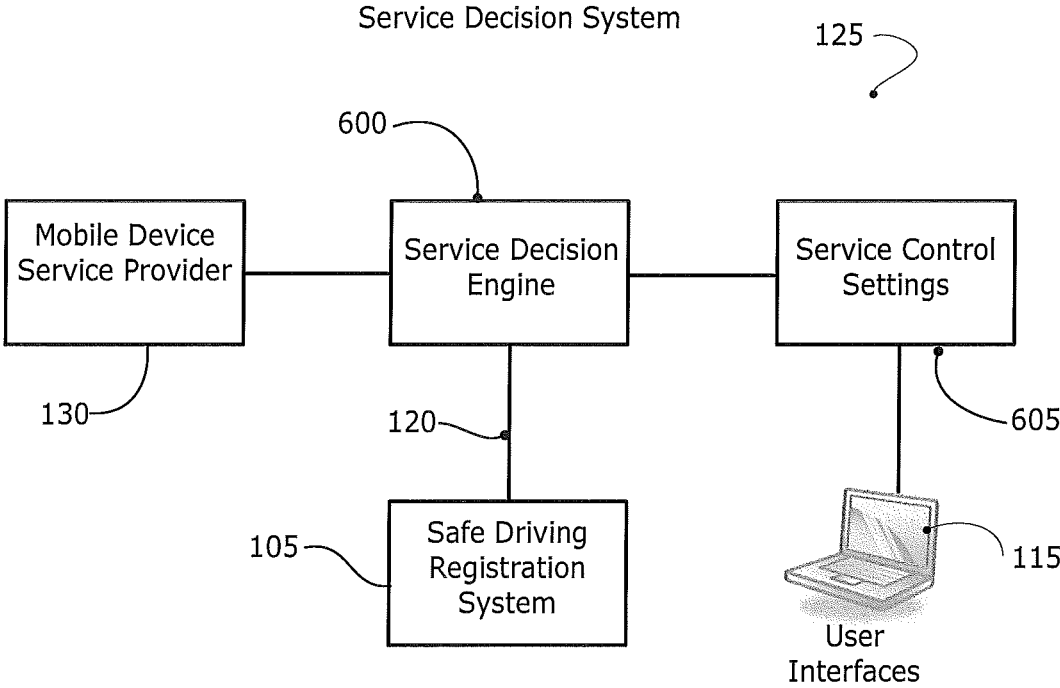 Service Decision System
125
600
Mobile Device
Service Provider
Service Decision
Engine
Service Control
Settings
130
120
605
105
Safe Driving
Registration
System
115
User
Interfaces